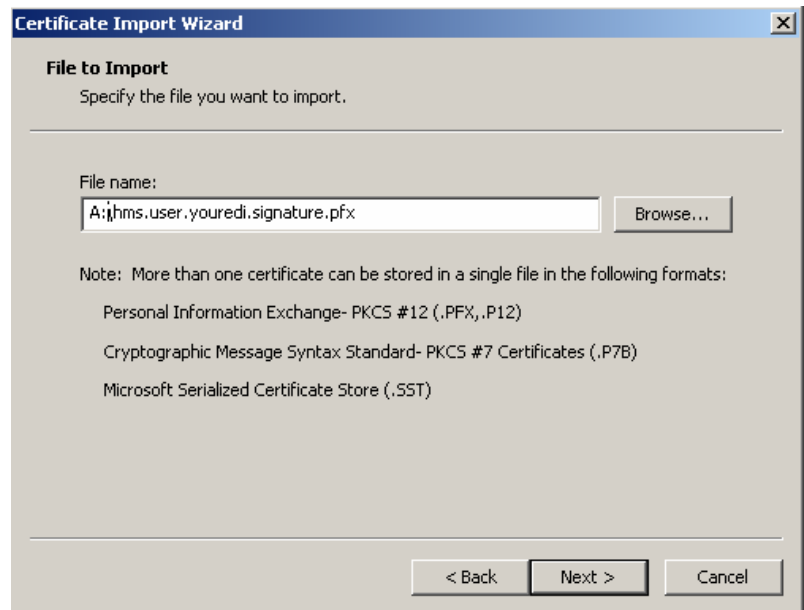 Certificate Import Wizard
File to Import
Specify the file you want to import.
File name:
A:\hms.user.youredi.signature.pfx
Browse...
Note: More than one certificate can be stored in a single file in the following formats:
Personal Information Exchange- PKCS #12 (.PFX,.P12)
Cryptographic Message Syntax Standard- PKCS #7 Certificates (.P7B)
Microsoft Serialized Certificate Store (.SST)
< Back
Next >
Cancel